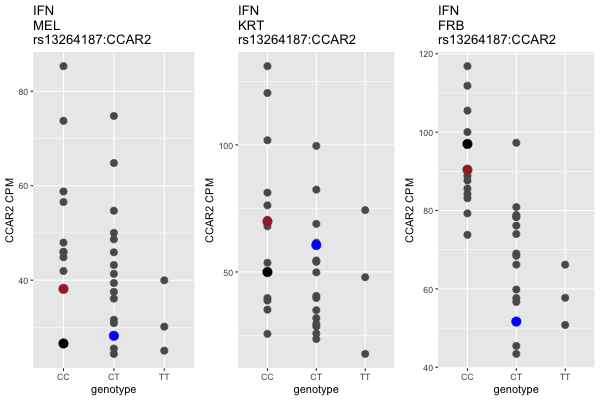 IFN
MEL
rs13264187:CCAR2
80
60
40
CCAR2 CPM
CC CT TT
genotype
IFN
KRT
rs13264187:CCAR2
100
50
CCAR2 CPM
CC CT TT
genotype
IFN
FRB
rs13264187:CCAR2
120
100
80
60
40
CCAR2 CPM
CC CT TT
genotype